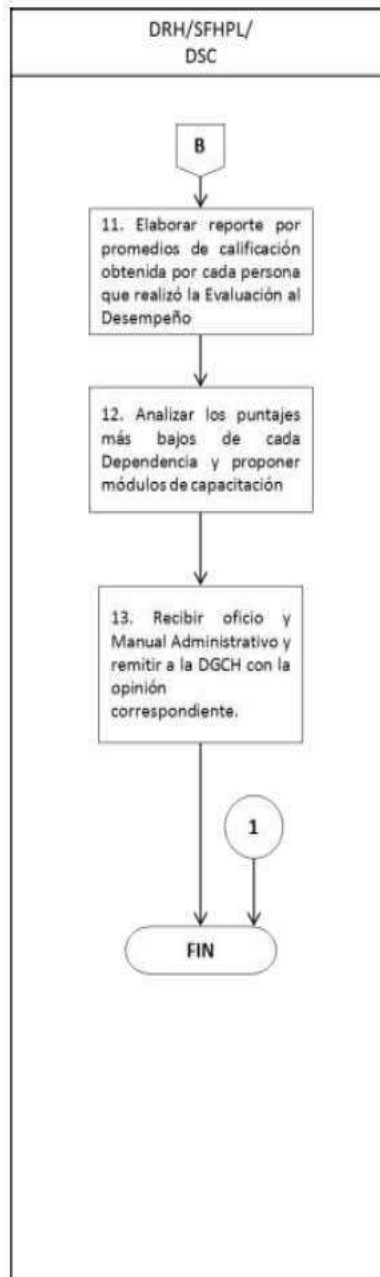 DRH/SFHPL/
DSC
B
11. Elaborar reporte por
promedios de calificación
obtenida por cada persona
que realizó la Evaluación al
Desempeño
12. Analizar los puntajes
más bajos de cada
Dependencia y proponer
módulos de capacitación
13. Recibir oficio y
Manual Administrativo y
remitir a la DGCH con la
opinión
correspondiente.
1
FIN